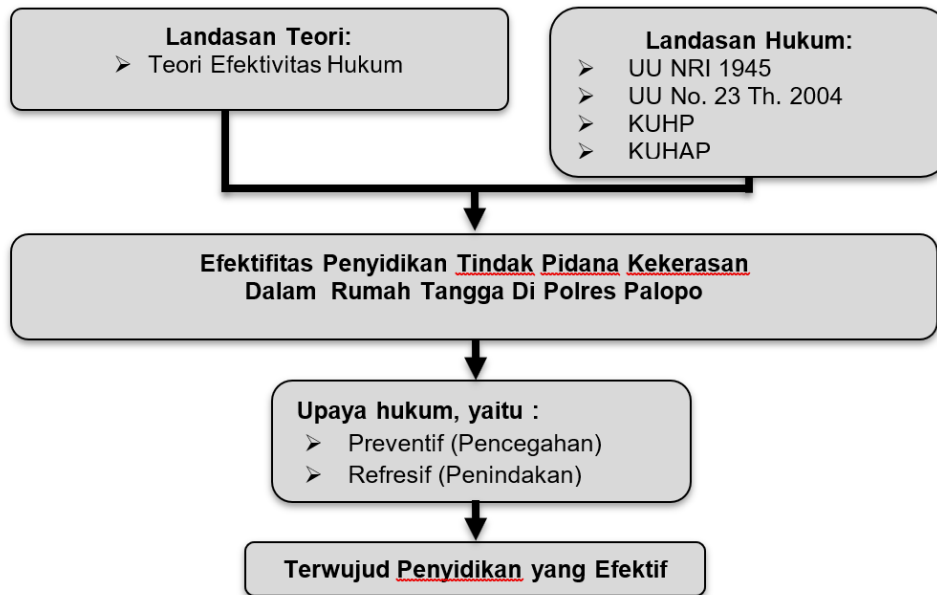 Landasan Teori:
➢ Teori Efektivitas Hukum
Landasan Hukum:
➢ UU NRI 1945
➢ UU No. 23 Th. 2004
➢ KUHP
➢ KUHAP
Efektifitas Penyidikan Tindak Pidana Kekerasan
Dalam Rumah Tangga Di Polres Palopo
Upaya hukum, yaitu :
➢ Preventif (Pencegahan)
➢ Refresif (Penindakan)
Terwujud Penyidikan yang Efektif